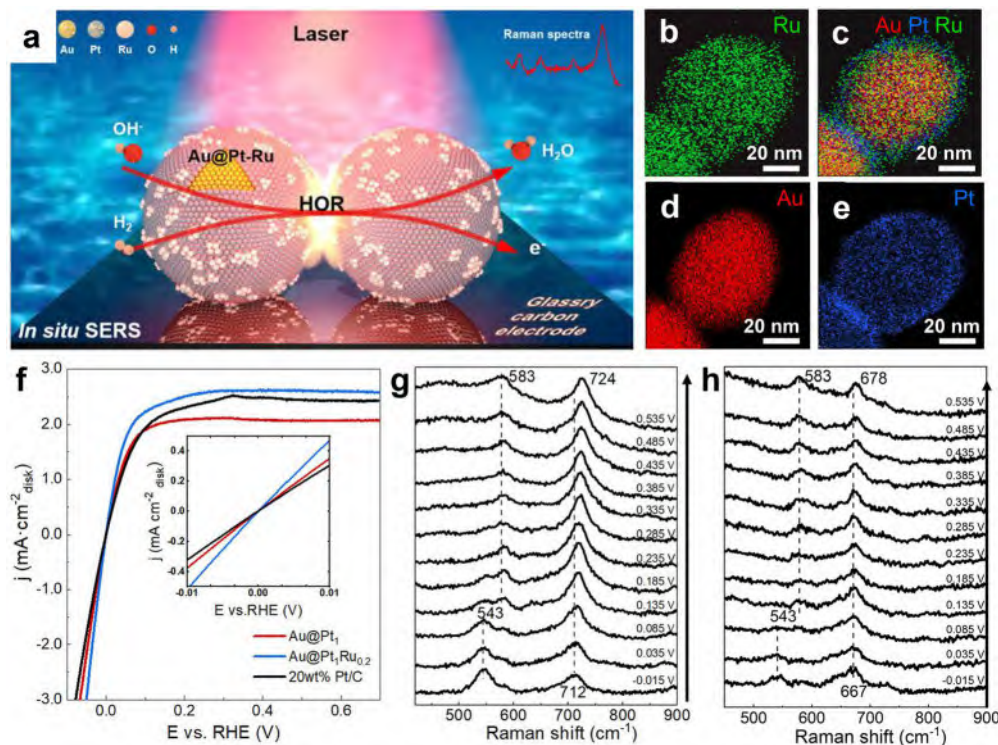 a
Au Pt Ru O H
Laser
Raman spectra
OH-
Au@Pt-Ru
H2O
HOR
H2
e-
In situ SERS
Glassry
carbon
electrode
b
Ru
20 nm
c
Au Pt Ru
20 nm
d
Au
20 nm
e
Pt
20 nm
f
j (mA·cm-2disk)
3.0
2.0
1.0
0.0
-1.0
-2.0
-3.0
0.0 0.2 0.4 0.6
E vs. RHE (V)
j (mA cm-2disk)
0.4
0.2
0.0
-0.2
-0.4
-0.01 0.00 0.01
E vs.RHE (V)
Au@Pt1
Au@Pt1Ru0.2
20wt% Pt/C
g
583
724
0.535 V
0.485 V
0.435 V
0.385 V
0.335 V
0.285 V
0.235 V
0.185 V
0.135 V
543
0.085 V
0.035 V
-0.015 V
712
500 600 700 800 900
Raman shift (cm-1)
h
583
678
0.535 V
0.485 V
0.435 V
0.385 V
0.335 V
0.285 V
0.235 V
0.185 V
0.135 V
543
0.085 V
0.035 V
-0.015 V
667
500 600 700 800 900
Raman shift (cm-1)